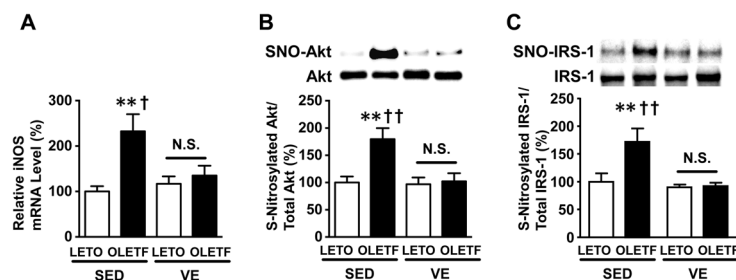 A
Relative iNOS
mRNA Level (%)
300
200
100
0
**†
N.S.
LETO OLETF LETO OLETF
SED VE
B
SNO-Akt
Akt
S-Nitrosylated Akt/
Total Akt (%)
250
200
150
100
50
0
**††
N.S.
LETO OLETF LETO OLETF
SED VE
C
SNO-IRS-1
IRS-1
S-Nitrosylated IRS-1/
Total IRS-1 (%)
250
200
150
100
50
0
**††
N.S.
LETO OLETF LETO OLETF
SED VE